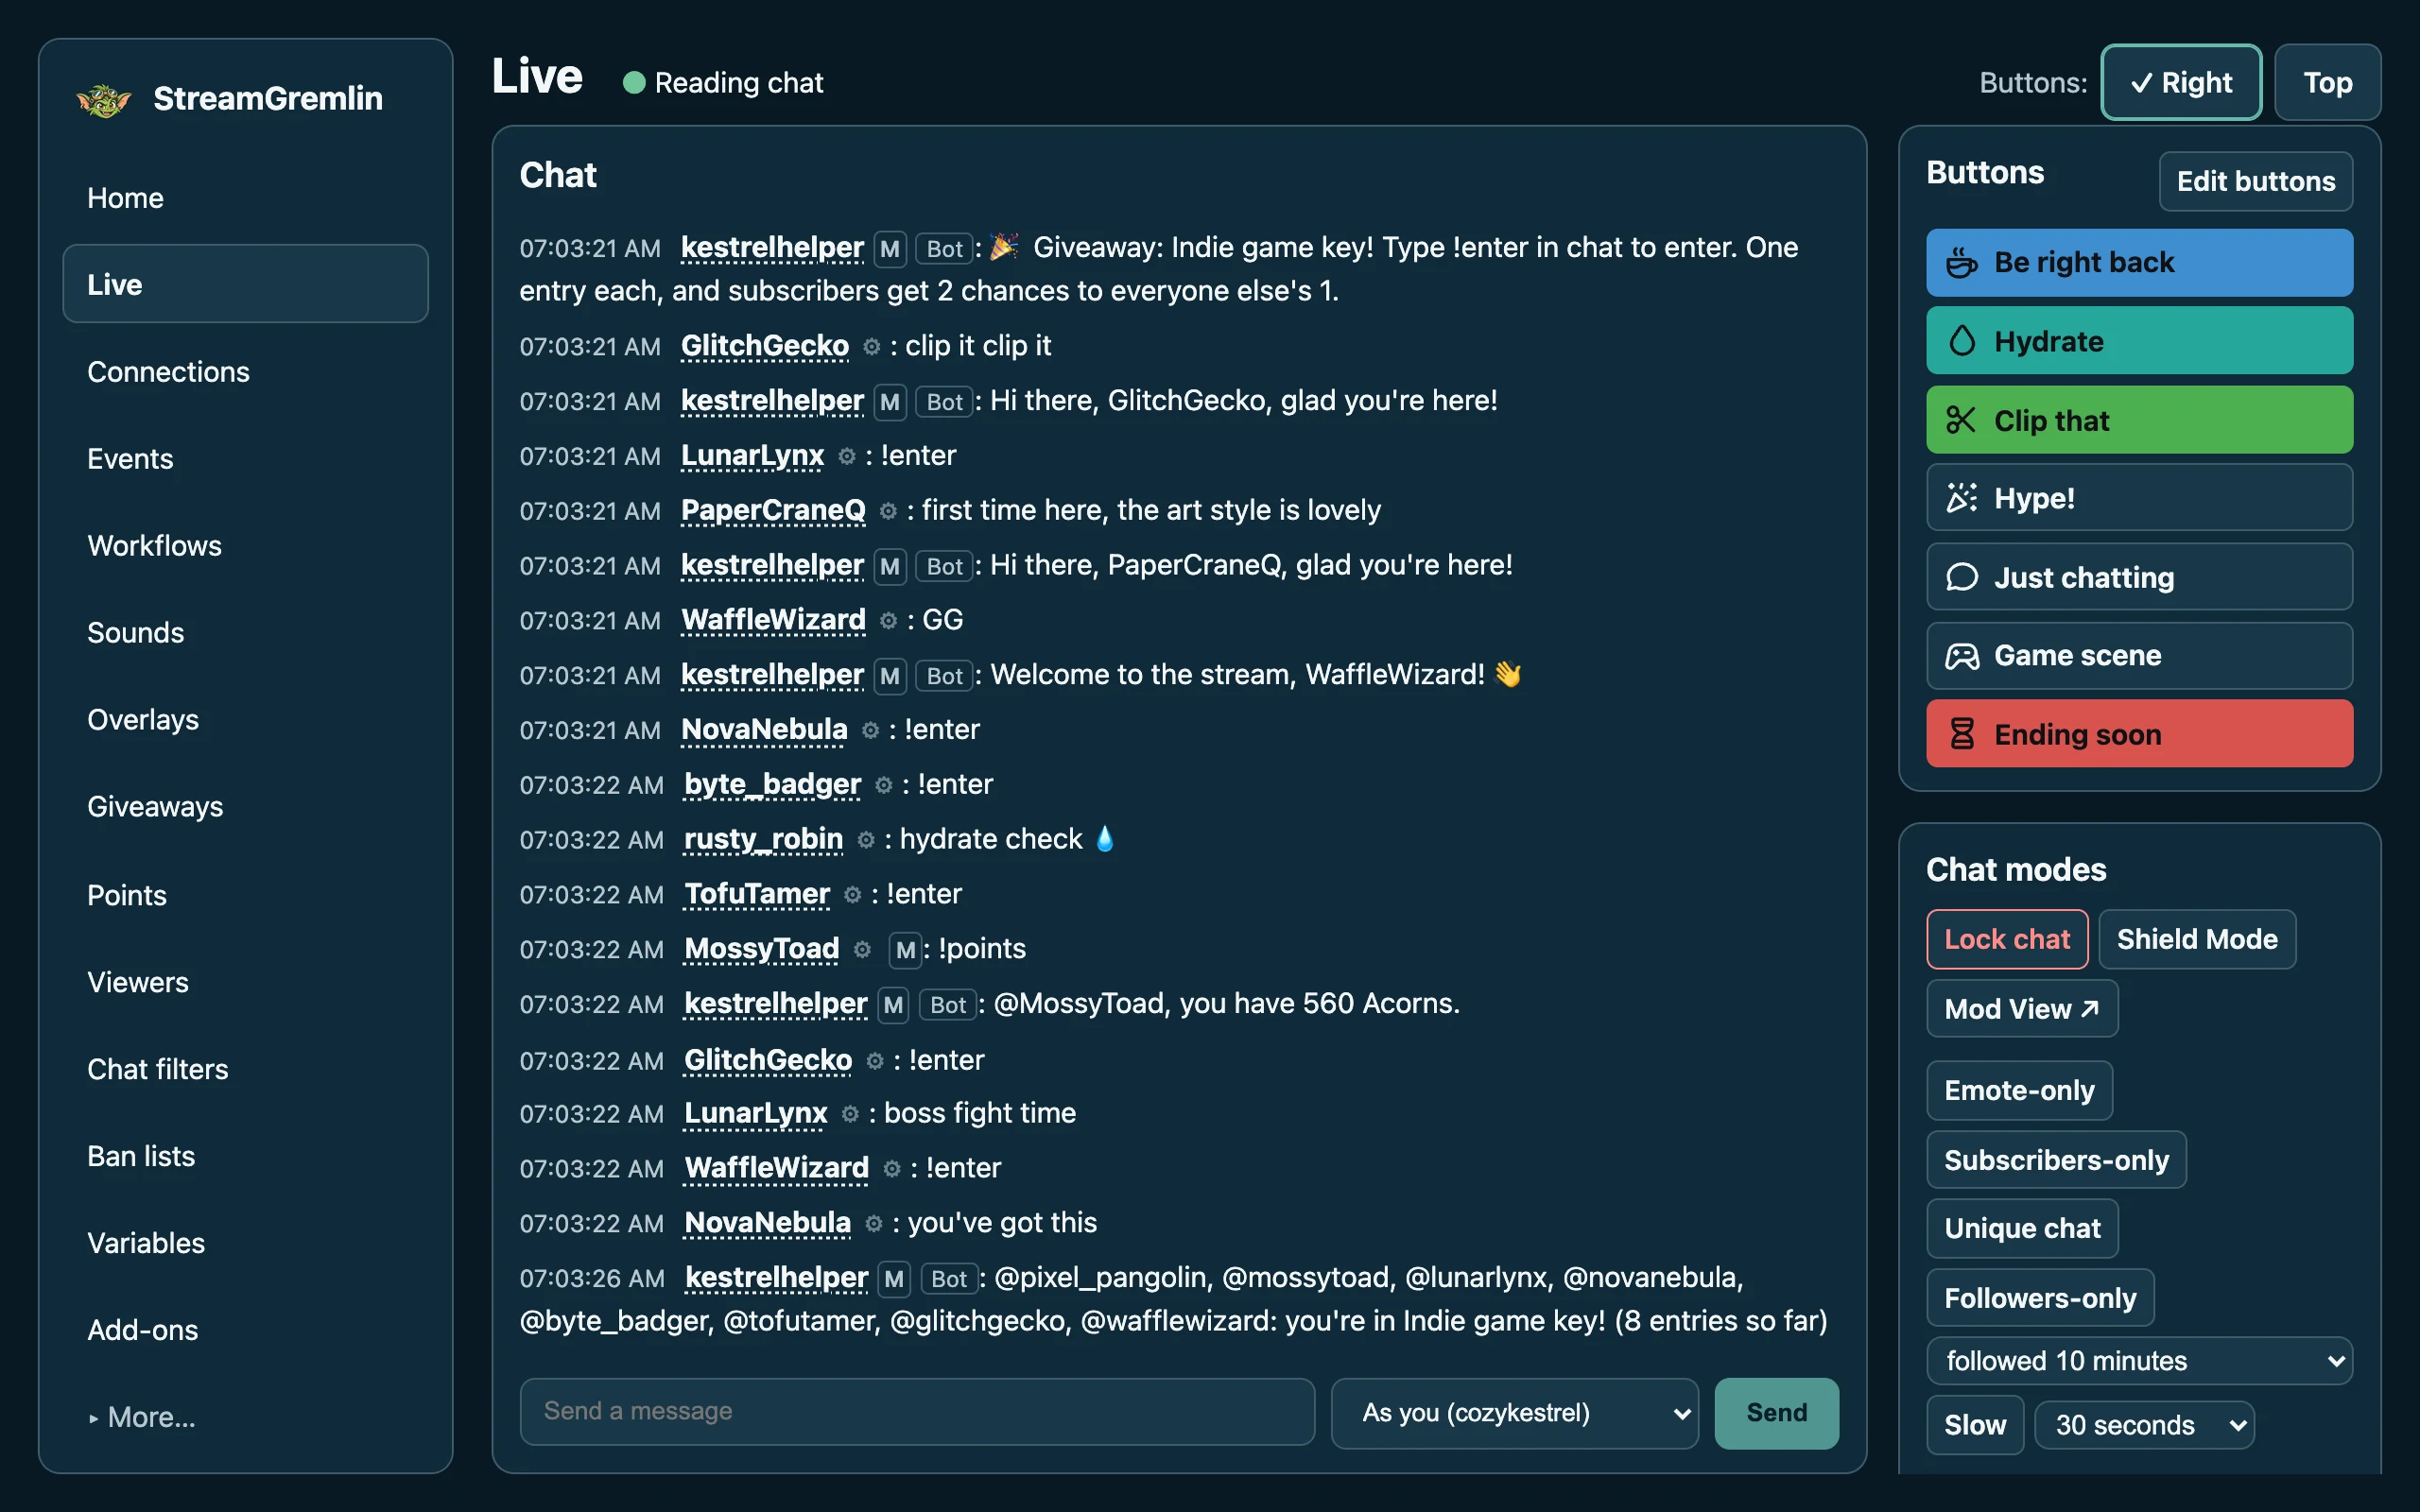 StreamGremlin
Home
Live
Connections
Events
Workflows
Sounds
Overlays
Giveaways
Points
Viewers
Chat filters
Ban lists
Variables
Add-ons
▸ More...
Live
Reading chat
Buttons:
✓ Right
Top
Chat
07:03:21 AM kestrelhelper M Bot: 🎉 Giveaway: Indie game key! Type !enter in chat to enter. One
entry each, and subscribers get 2 chances to everyone else's 1.
07:03:21 AM GlitchGecko ⚙ : clip it clip it
07:03:21 AM kestrelhelper M Bot: Hi there, GlitchGecko, glad you're here!
07:03:21 AM LunarLynx ⚙ : !enter
07:03:21 AM PaperCraneQ ⚙ : first time here, the art style is lovely
07:03:21 AM kestrelhelper M Bot: Hi there, PaperCraneQ, glad you're here!
07:03:21 AM WaffleWizard ⚙ : GG
07:03:21 AM kestrelhelper M Bot: Welcome to the stream, WaffleWizard! 👋
07:03:21 AM NovaNebula ⚙ : !enter
07:03:22 AM byte_badger ⚙ : !enter
07:03:22 AM rusty_robin ⚙ : hydrate check 💧
07:03:22 AM TofuTamer ⚙ : !enter
07:03:22 AM MossyToad ⚙ M: !points
07:03:22 AM kestrelhelper M Bot: @MossyToad, you have 560 Acorns.
07:03:22 AM GlitchGecko ⚙ : !enter
07:03:22 AM LunarLynx ⚙ : boss fight time
07:03:22 AM WaffleWizard ⚙ : !enter
07:03:22 AM NovaNebula ⚙ : you've got this
07:03:26 AM kestrelhelper M Bot: @pixel_pangolin, @mossytoad, @lunarlynx, @novanebula,
@byte_badger, @tofutamer, @glitchgecko, @wafflewizard: you're in Indie game key! (8 entries so far)
Send a message
As you (cozykestrel)
Send
Buttons
Edit buttons
Be right back
Hydrate
Clip that
Hype!
Just chatting
Game scene
Ending soon
Chat modes
Lock chat
Shield Mode
Mod View ↗
Emote-only
Subscribers-only
Unique chat
Followers-only
followed 10 minutes
Slow
30 seconds